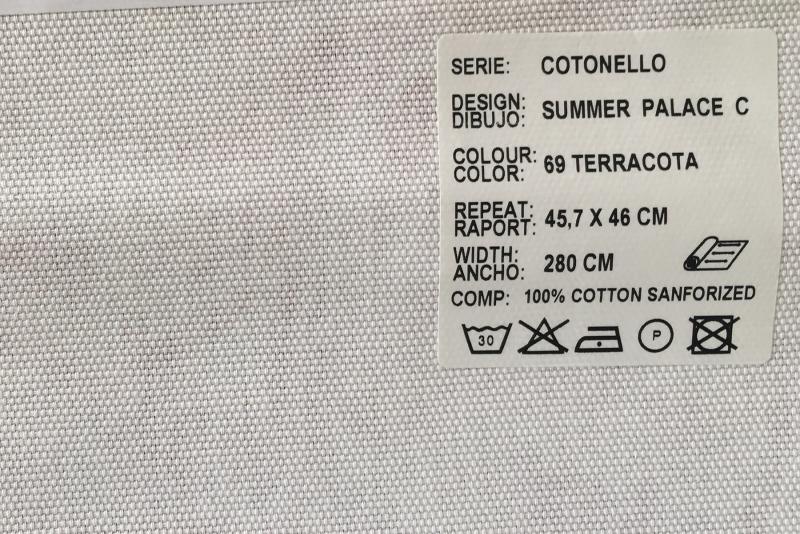 SERIE: COTONELLO
DESIGN:
DIBUJO: SUMMER PALACE C
COLOUR:
COLOR: 69 TERRACOTA
REPEAT:
RAPORT: 45,7 X 46 CM
WIDTH:
ANCHO: 280 CM
COMP: 100% COTTON SANFORIZED
30 P